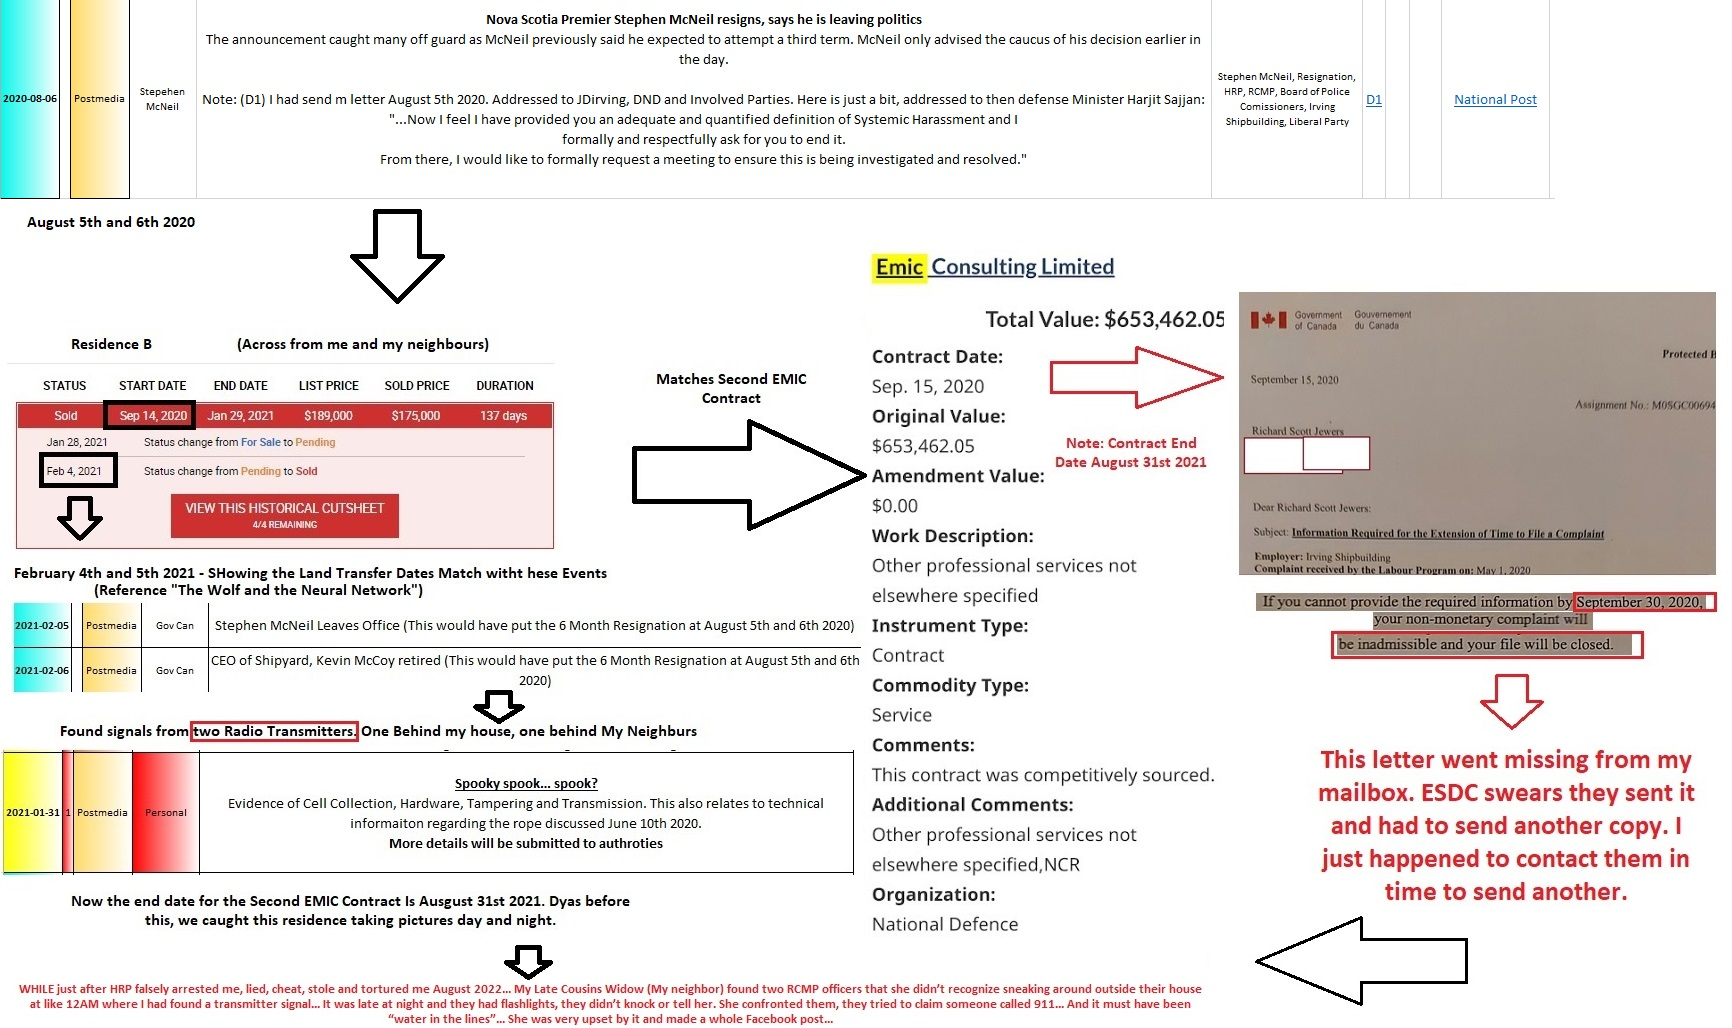 Nova Scotia Premier Stephen McNeil resigns, says he is leaving politics
The announcement caught many off guard as McNeil previously said he expected to attempt a third term. McNeil only advised the caucus of his decision earlier in
the day.
2020-08-06
Postmedia
Stepehen
McNeil
Note: (D1) I had send m letter August 5th 2020. Addressed to JDirving, DND and Involved Parties. Here is just a bit, addressed to then defense Minister Harjit Sajjan:
"...Now I feel I have provided you an adequate and quantified definition of Systemic Harassment and I
formally and respectfully ask for you to end it.
From there, I would like to formally request a meeting to ensure this is being investigated and resolved."
Stephen McNeil, Resignation,
HRP, RCMP, Board of Police
Comissioners, Irving
Shipbuilding, Liberal Party
D1
National Post
August 5th and 6th 2020
Residence B (Across from me and my neighbours)
STATUS START DATE END DATE LIST PRICE SOLD PRICE DURATION
Sold Sep 14, 2020 Jan 29, 2021 $189,000 $175,000 137 days
Jan 28, 2021 Status change from For Sale to Pending
Feb 4, 2021 Status change from Pending to Sold
VIEW THIS HISTORICAL CUTSHEET
4/4 REMAINING
Matches Second EMIC
Contract
February 4th and 5th 2021 - SHowing the Land Transfer Dates Match witht hese Events
(Reference "The Wolf and the Neural Network")
2021-02-05 Postmedia Gov Can Stephen McNeil Leaves Office (This would have put the 6 Month Resignation at August 5th and 6th 2020)
2021-02-06 Postmedia Gov Can CEO of Shipyard, Kevin McCoy retired (This would have put the 6 Month Resignation at August 5th and 6th
2020)
Found signals from two Radio Transmitters. One Behind my house, one behind My Neighburs
2021-01-31 1 Postmedia Personal
Spooky spook... spook?
Evidence of Cell Collection, Hardware, Tampering and Transmission. This also relates to technical
informaiton regarding the rope discussed June 10th 2020.
More details will be submitted to authroties
Now the end date for the Second EMIC Contract Is Ausgust 31st 2021. Dyas before
this, we caught this residence taking pictures day and night.
WHILE just after HRP falsely arrested me, lied, cheat, stole and tortured me August 2022... My Late Cousins Widow (My neighbor) found two RCMP officers that she didn't recognize sneaking around outside their house
at like 12AM where I had found a transmitter signal... It was late at night and they had flashlights, they didn't knock or tell her. She confronted them, they tried to claim someone called 911... And it must have been
"water in the lines"... She was very upset by it and made a whole Facebook post...
Emic Consulting Limited
Total Value: $653,462.05
Contract Date:
Sep. 15, 2020
Original Value:
$653,462.05
Amendment Value:
$0.00
Work Description:
Other professional services not
elsewhere specified
Instrument Type:
Contract
Commodity Type:
Service
Comments:
This contract was competitively sourced.
Additional Comments:
Other professional services not
elsewhere specified,NCR
Organization:
National Defence
Note: Contract End
Date August 31st 2021
Government Gouvernement
of Canada du Canada
Protected B
September 15, 2020
Assignment No.: M05GC00694
Richard Scott Jewers
Dear Richard Scott Jewers:
Subject: Information Required for the Extension of Time to File a Complaint
Employer: Irving Shipbuilding
Complaint received by the Labour Program on: May 1, 2020
If you cannot provide the required information by September 30, 2020,
your non-monetary complaint will
be inadmissible and your file will be closed.
This letter went missing from my
mailbox. ESDC swears they sent it
and had to send another copy. I
just happened to contact them in
time to send another.